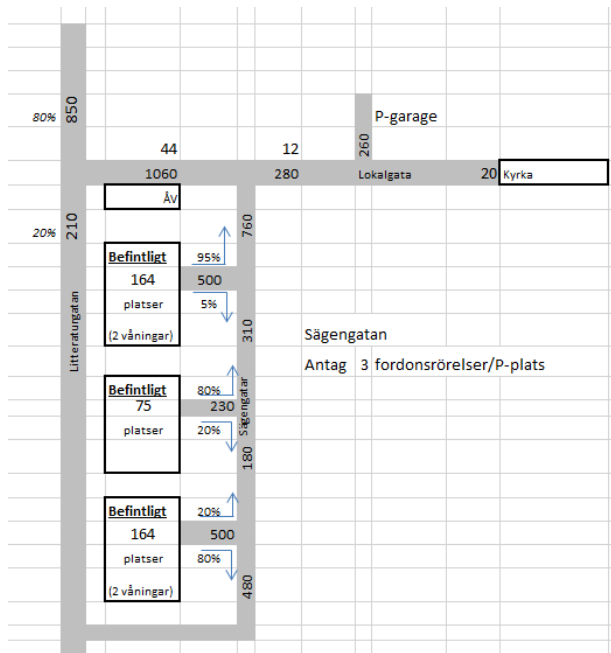 850
80%
P-garage
260
44 12
1060 280 Lokalgata 20 Kyrka
ÅV
210
20%
760
Befintligt 95%
164 500
platser 5%
(2 våningar)
310
Litteraturgatan
Sägengatan
Antag 3 fordonsrörelser/P-plats
Befintligt 80%
75 230
platser 20%
Sägengatar
180
Befintligt 20%
164 500
platser 80%
(2 våningar)
480